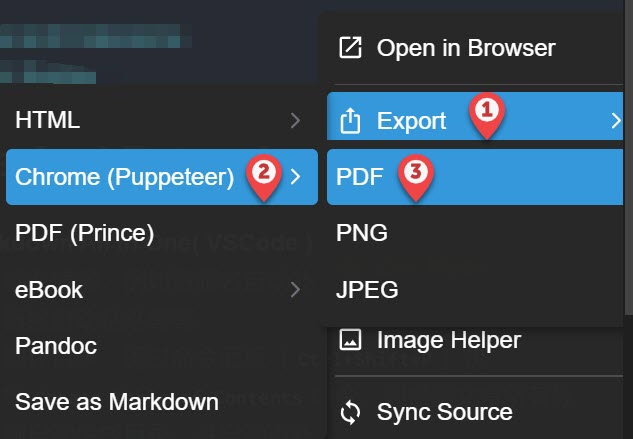 Open in Browser
Export
1
HTML
Chrome (Puppeteer)
2
PDF
3
PDF (Prince)
PNG
eBook
JPEG
Pandoc
Image Helper
Save as Markdown
Sync Source